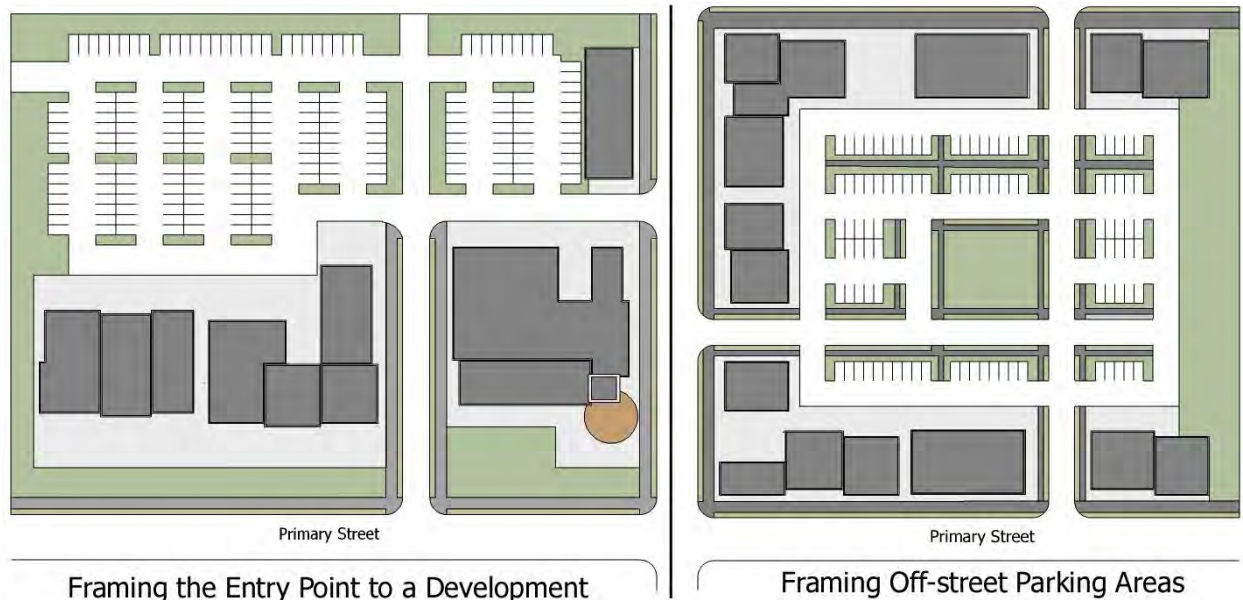 Primary Street
Framing the Entry Point to a Development
Primary Street
Framing Off-street Parking Areas